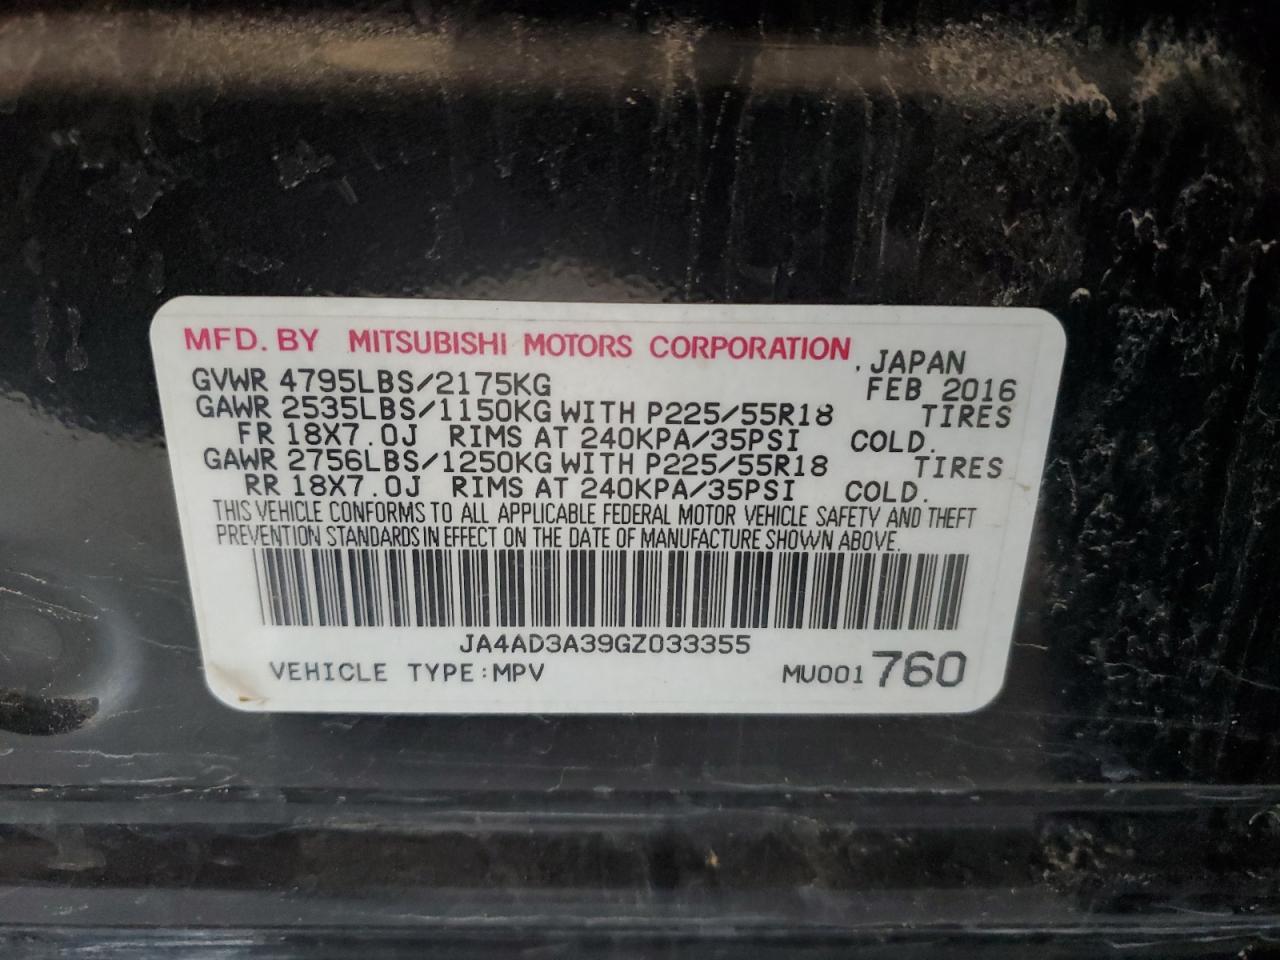 MFD. BY MITSUBISHI MOTORS CORPORATION, JAPAN
GVWR 4795LBS/2175KG FEB 2016
GAWR 2535LBS/1150KG WITH P225/55R18 TIRES
FR 18X7.0J RIMS AT 240KPA/35PSI COLD.
GAWR 2756LBS/1250KG WITH P225/55R18 TIRES
RR 18X7.0J RIMS AT 240KPA/35PSI COLD.
THIS VEHICLE CONFORMS TO ALL APPLICABLE FEDERAL MOTOR VEHICLE SAFETY AND THEFT
PREVENTION STANDARDS IN EFFECT ON THE DATE OF MANUFACTURE SHOWN ABOVE.
JA4AD3A39GZ033355
VEHICLE TYPE:MPV MU001 760